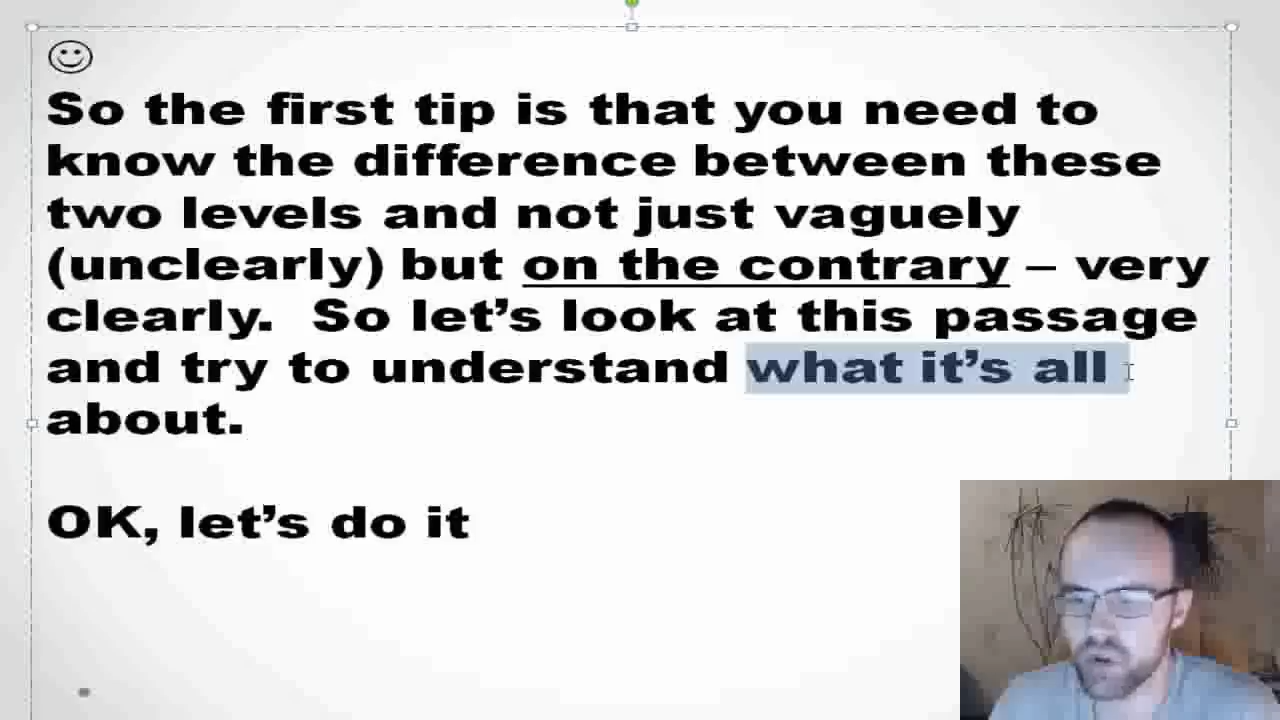 So the first tip is that you need to
know the difference between these
two levels and not just vaguely
(unclearly) but on the contrary – very
clearly.  So let’s look at this passage
and try to understand what it’s all
about.
OK, let’s do it